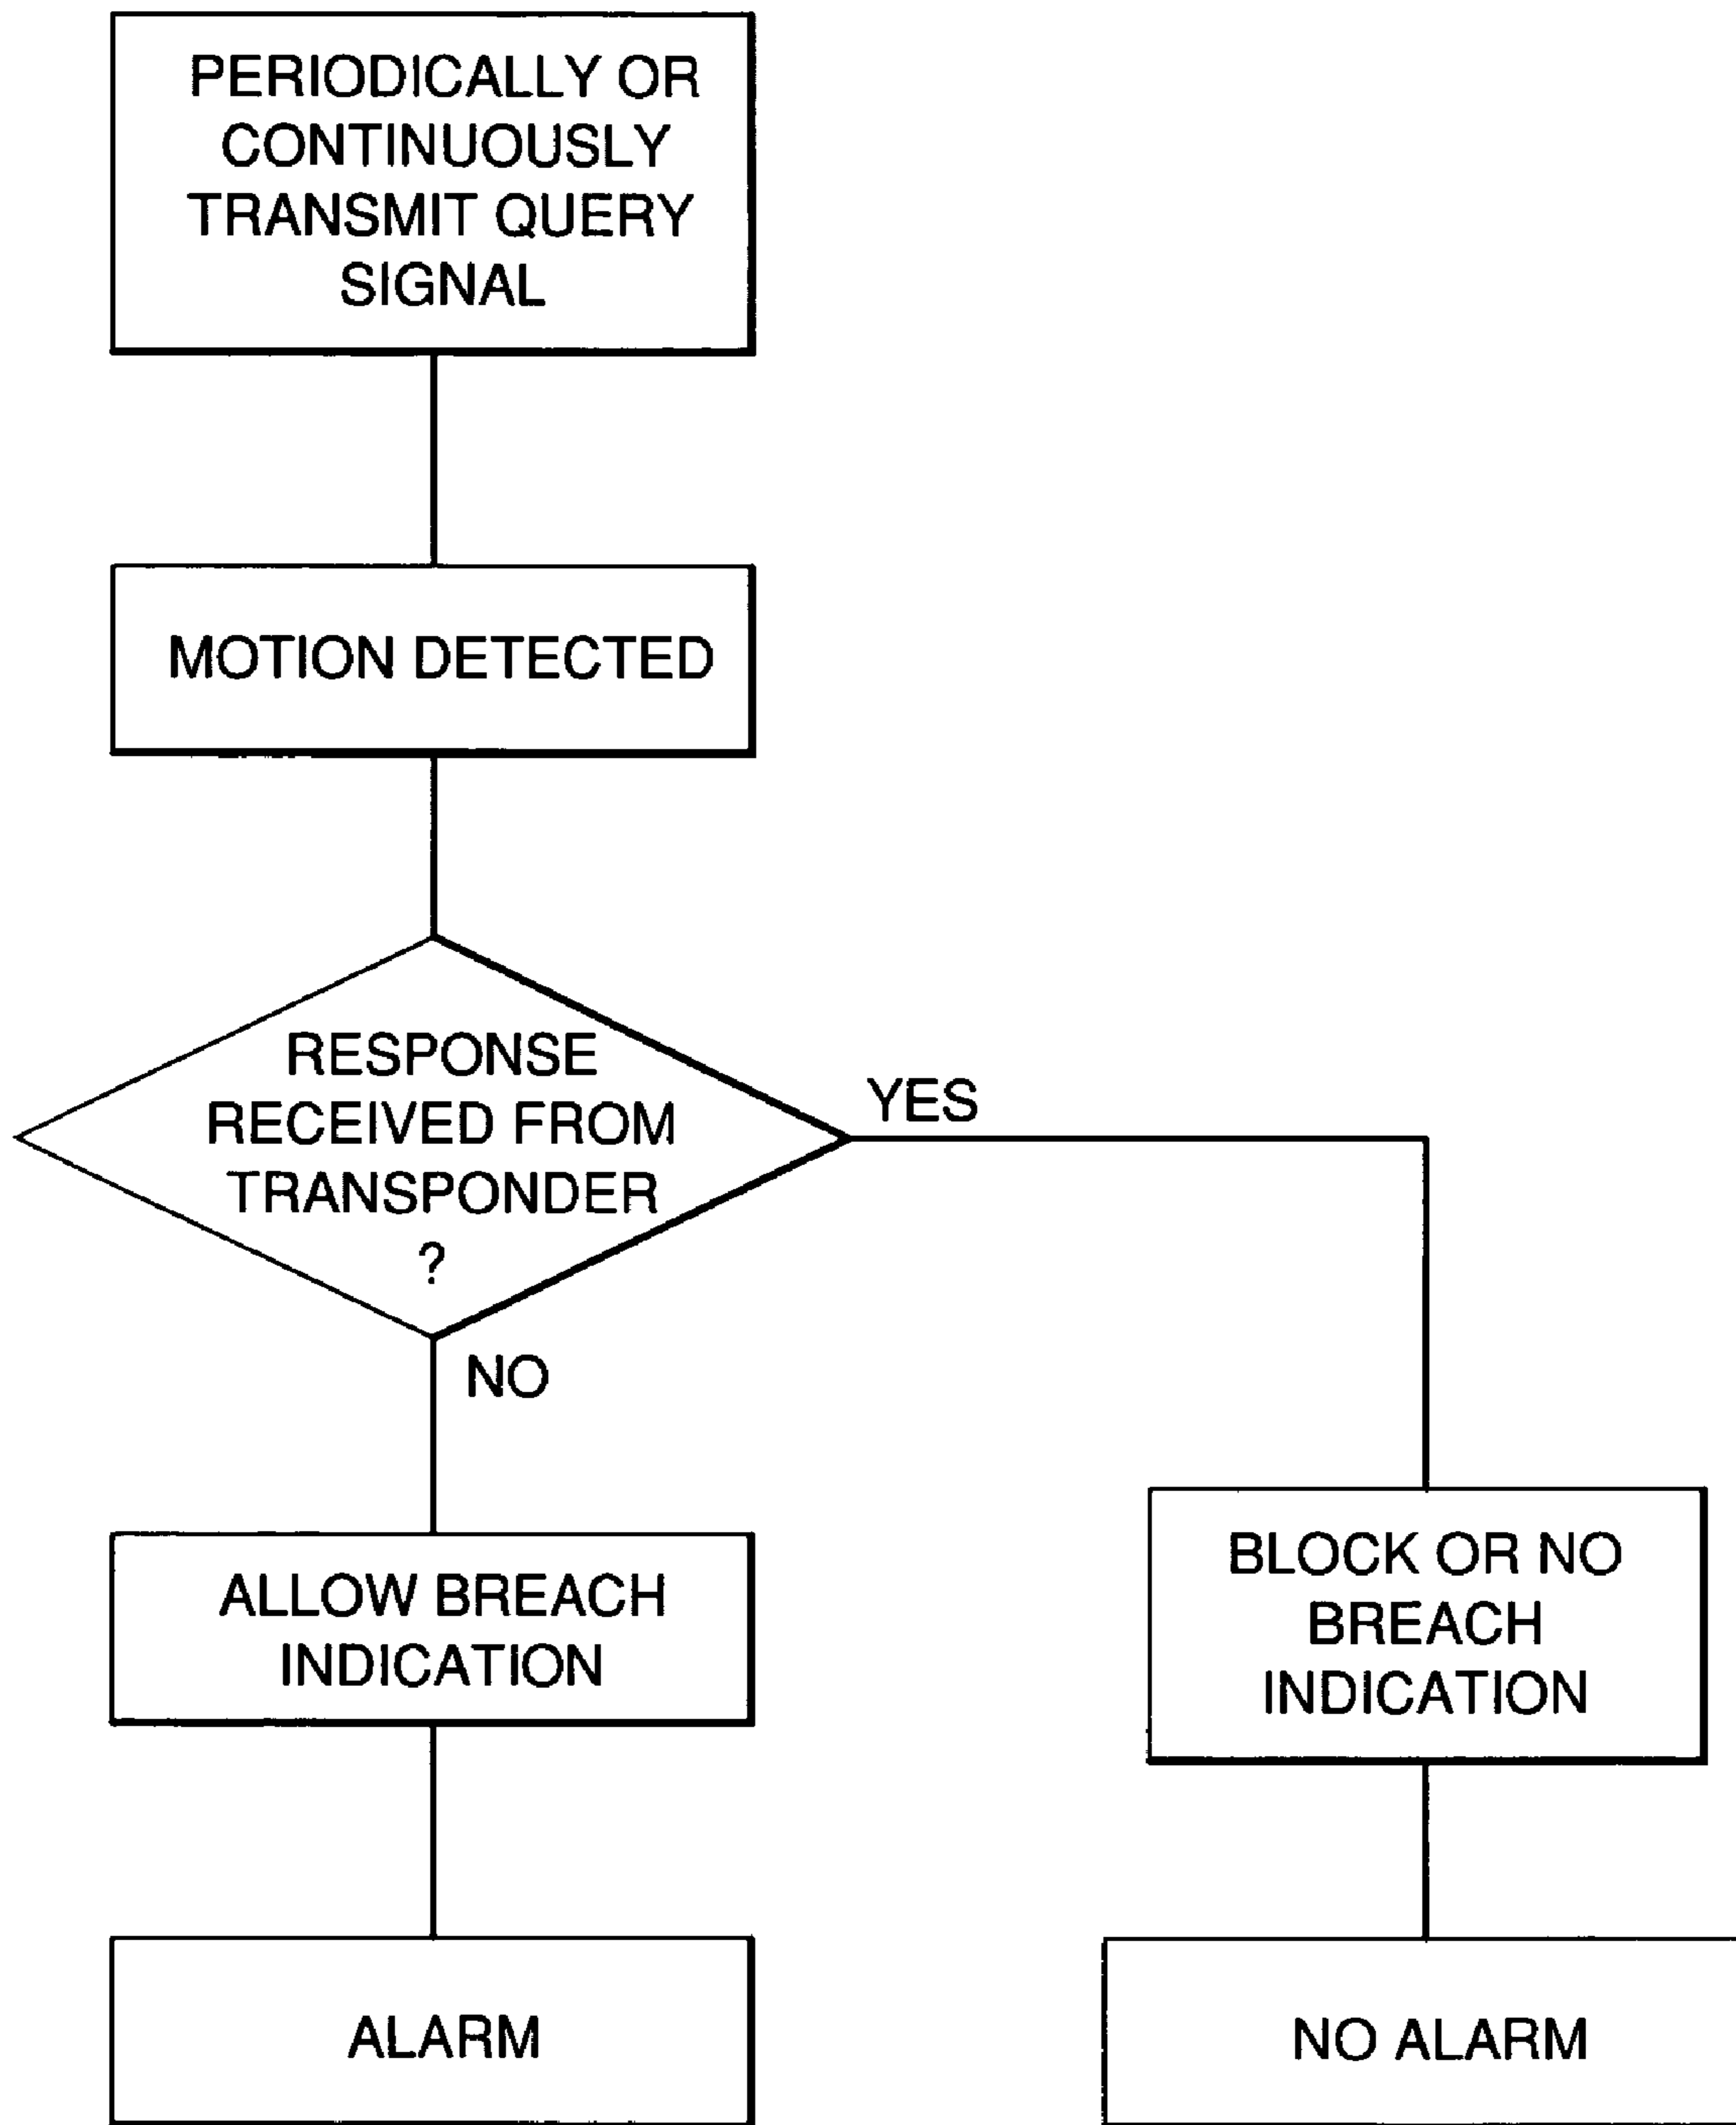 PERIODICALLY OR
CONTINUOUSLY
TRANSMIT QUERY
SIGNAL
MOTION DETECTED
RESPONSE
RECEIVED FROM
TRANSPONDER
?
YES
NO
ALLOW BREACH
INDICATION
BLOCK OR NO
BREACH
INDICATION
ALARM
NO ALARM